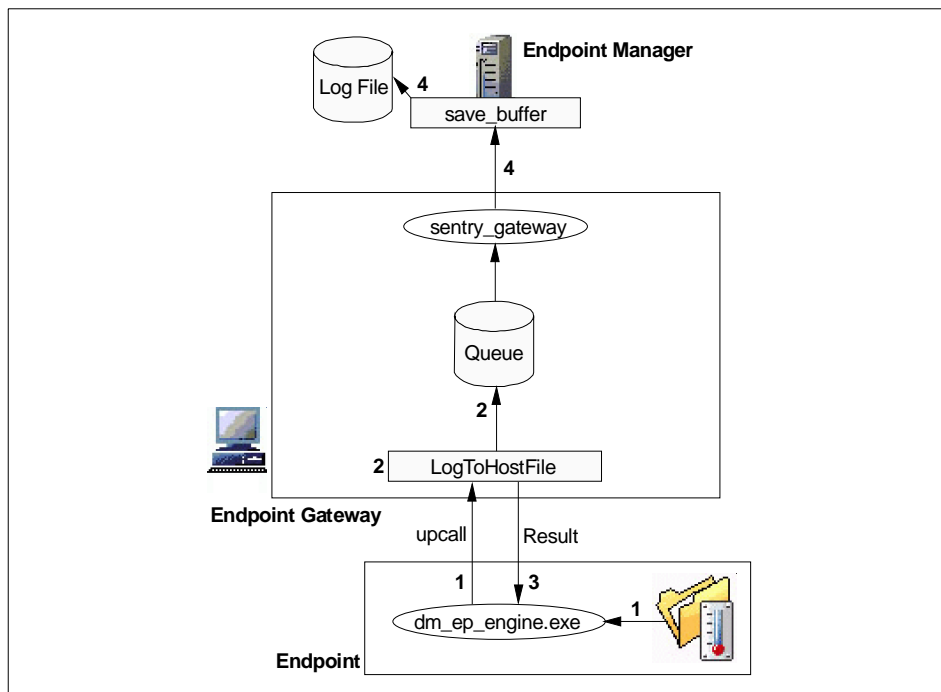 Endpoint Manager
Log File
4
save_buffer
4
sentry_gateway
Queue
2
2
LogToHostFile
Endpoint Gateway
upcall
Result
1
3
1
dm_ep_engine.exe
Endpoint